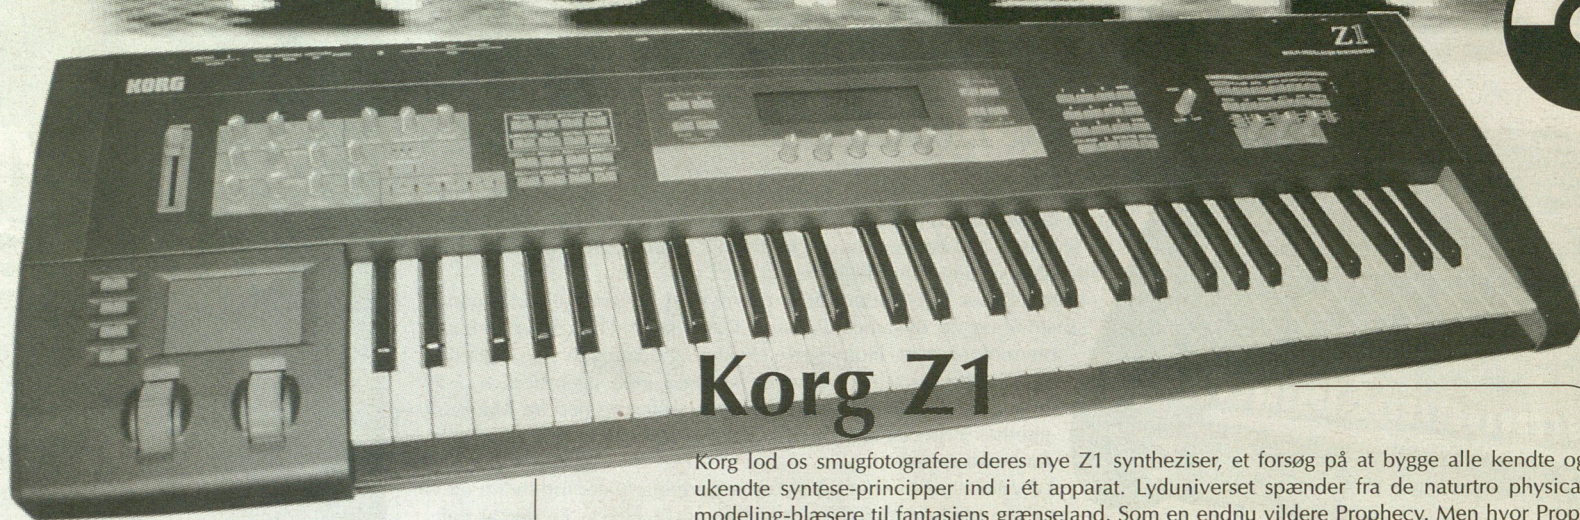 KORG
Z1
Korg Z1
Korg lod os smugfotografere deres nye Z1 syntheziser, et forsøg på at bygge alle kendte og
ukendte syntese-principper ind i ét apparat. Lyduniverset spænder fra de naturtro physica
modeling-blæsere til fantasiens grænseland. Som en endnu vildere Prophecy. Men hvor Prop